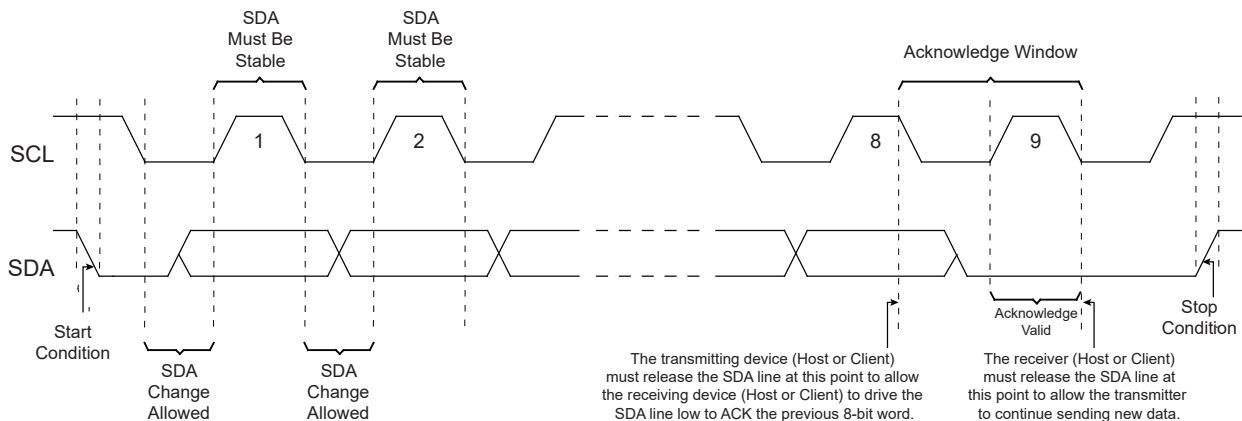 SDA
Must Be
Stable
SDA
Must Be
Stable
Acknowledge Window
SCL
1
2
8
9
SDA
Start
Condition
SDA
Change
Allowed
SDA
Change
Allowed
Acknowledge
Valid
Stop
Condition
The transmitting device (Host or Client)
must release the SDA line at this point to allow
the receiving device (Host or Client) to drive the
SDA line low to ACK the previous 8-bit word.
The receiver (Host or Client)
must release the SDA line at
this point to allow the transmitter
to continue sending new data.